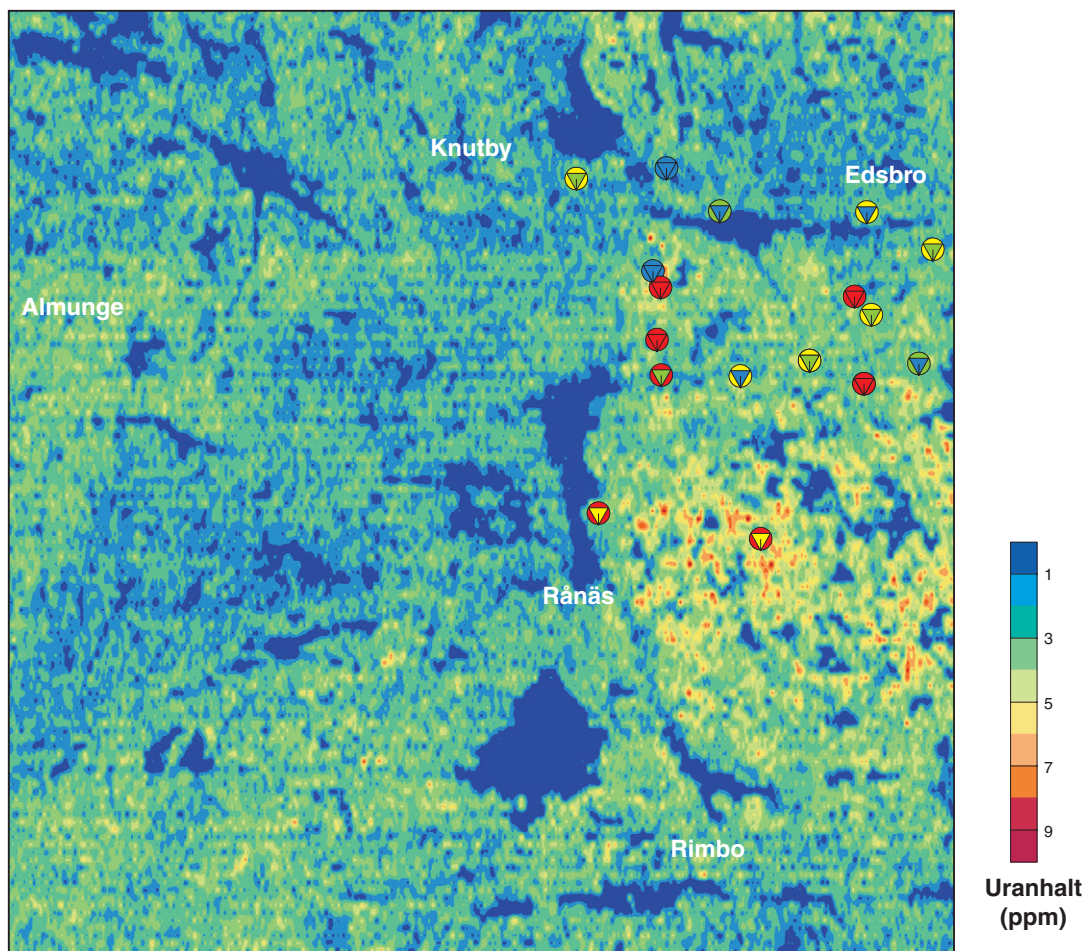 Knutby
Edsbro
Almunge
Rånäs
Rimbo
1
3
5
7
9
Uranhalt
(ppm)